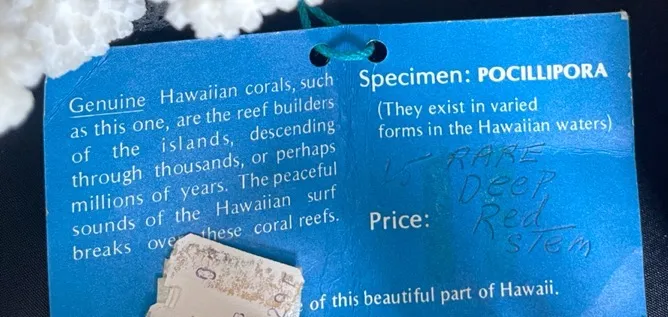 Genuine Hawaiian corals, such
as this one, are the reef builders
of the islands, descending
through thousands, or perhaps
millions of years. The peaceful
sounds of the Hawaiian surf
breaks over these coral reefs.
Specimen: POCILLIPORA
(They exist in varied
forms in the Hawaiian waters)
15 RARE
Deep
Red
Stem
Price:
of this beautiful part of Hawaii.